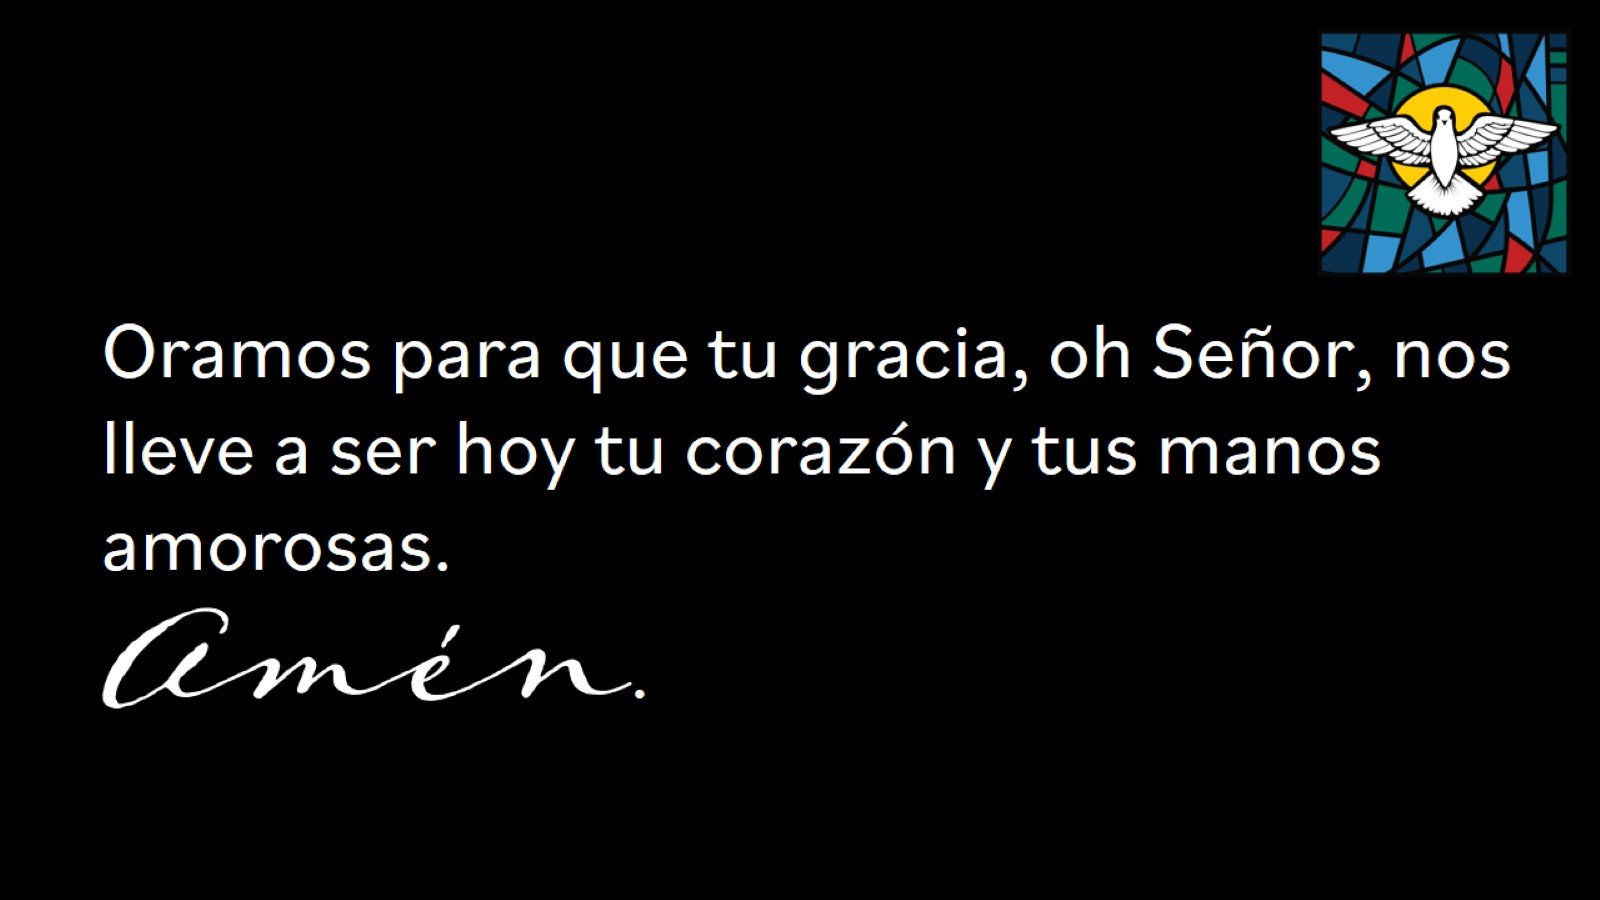 Oramos para que tu gracia, oh Señor, nos
lleve a ser hoy tu corazón y tus manos
amorosas.
Amén.